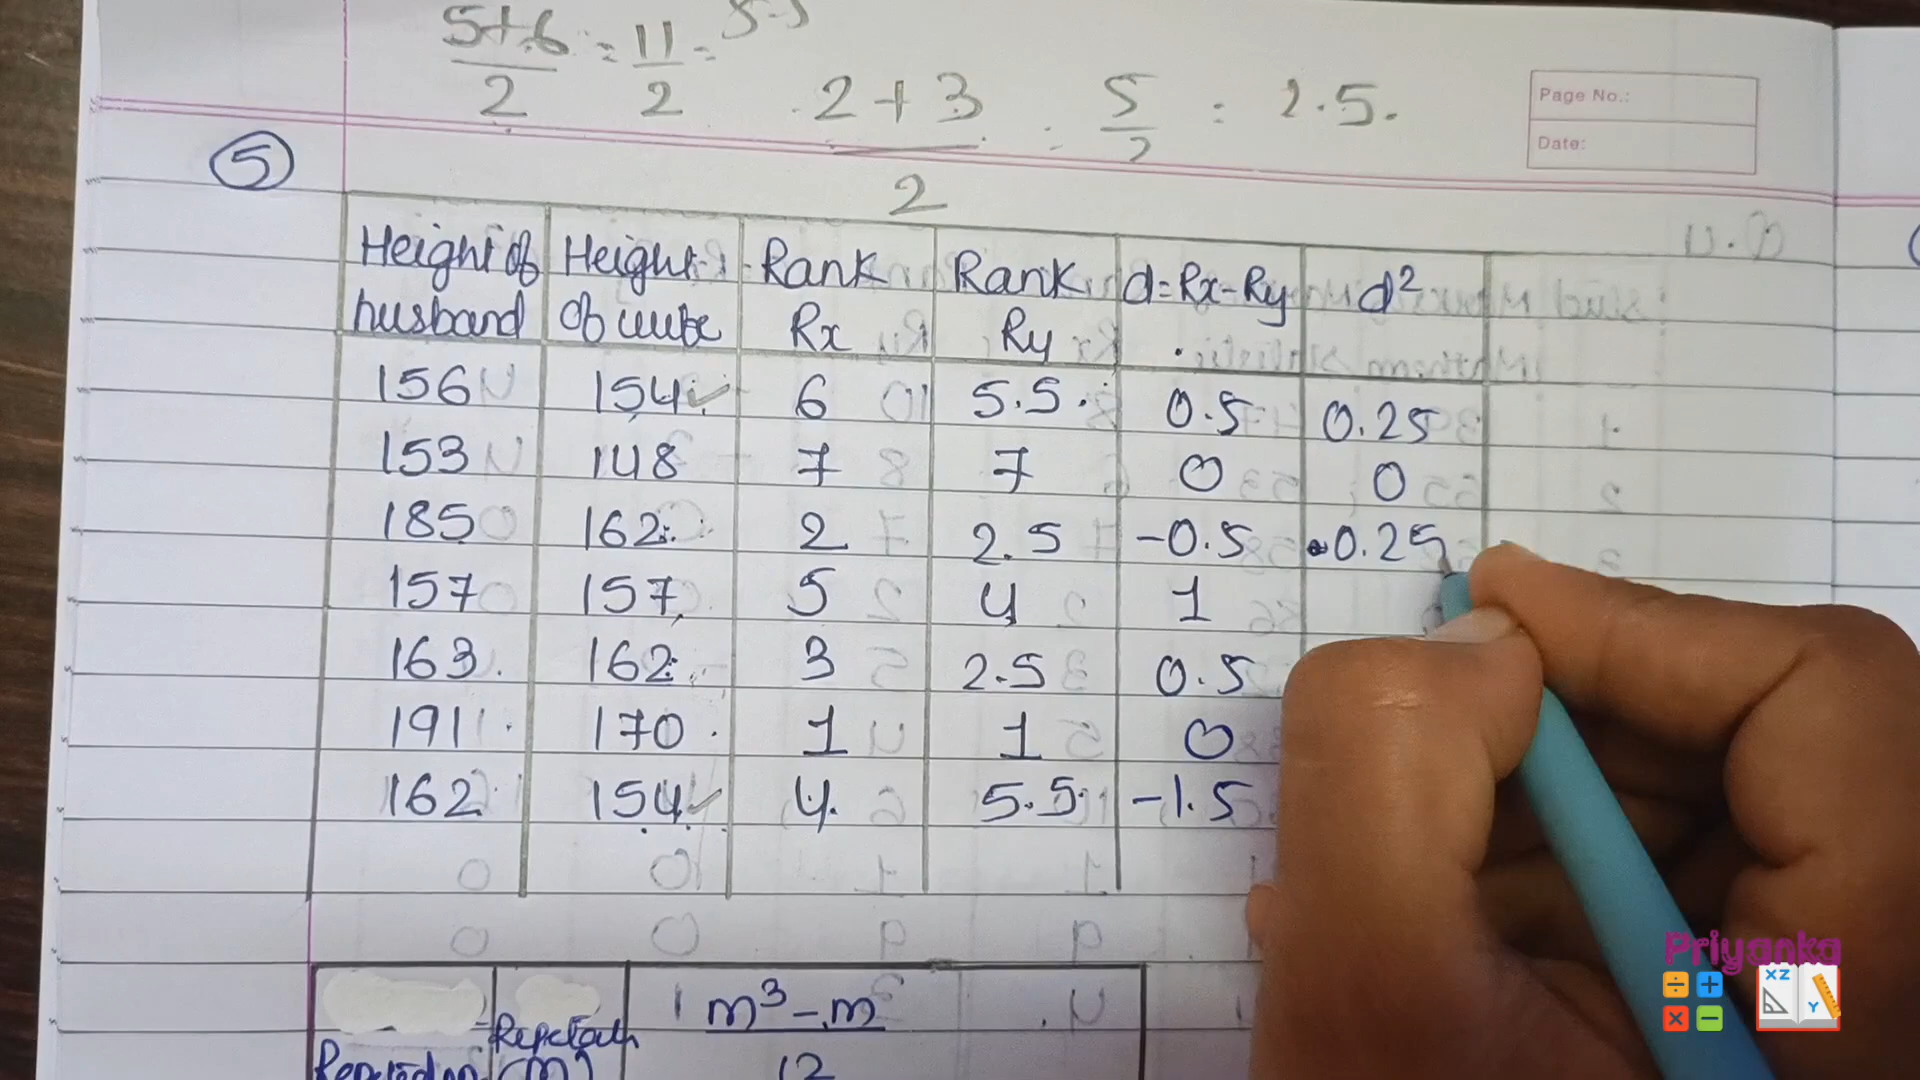 5+6 = 11 = 5.5
2 2
2+3 = 5 = 2.5.
2 2
Page No.:
Date:
5
Height of husband Height of wife Rank Rx Rank Ry d=Rx-Ry d²
156 154 6 5.5 0.5 0.25
153 148 7 7 0 0
185 162 2 2.5 -0.5 0.25
157 157 5 4 1
163 162 3 2.5 0.5
191 170 1 1 0
162 154 4 5.5 -1.5
m³-m
12
(m)
Priyanka
XZ
Y